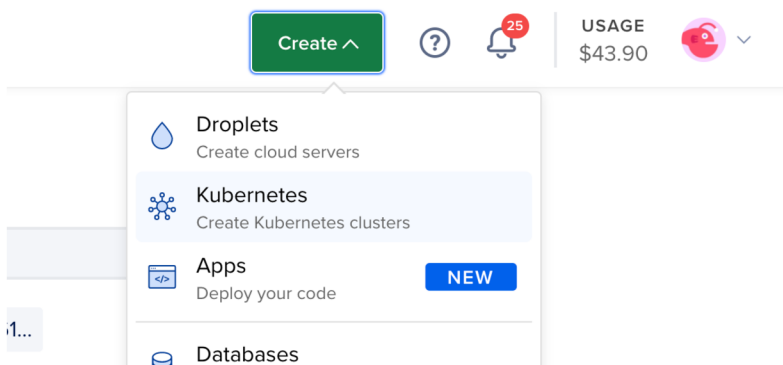 Create
25
USAGE
$43.90
Droplets
Create cloud servers
Kubernetes
Create Kubernetes clusters
Apps
Deploy your code
NEW
</>
51...
Databases